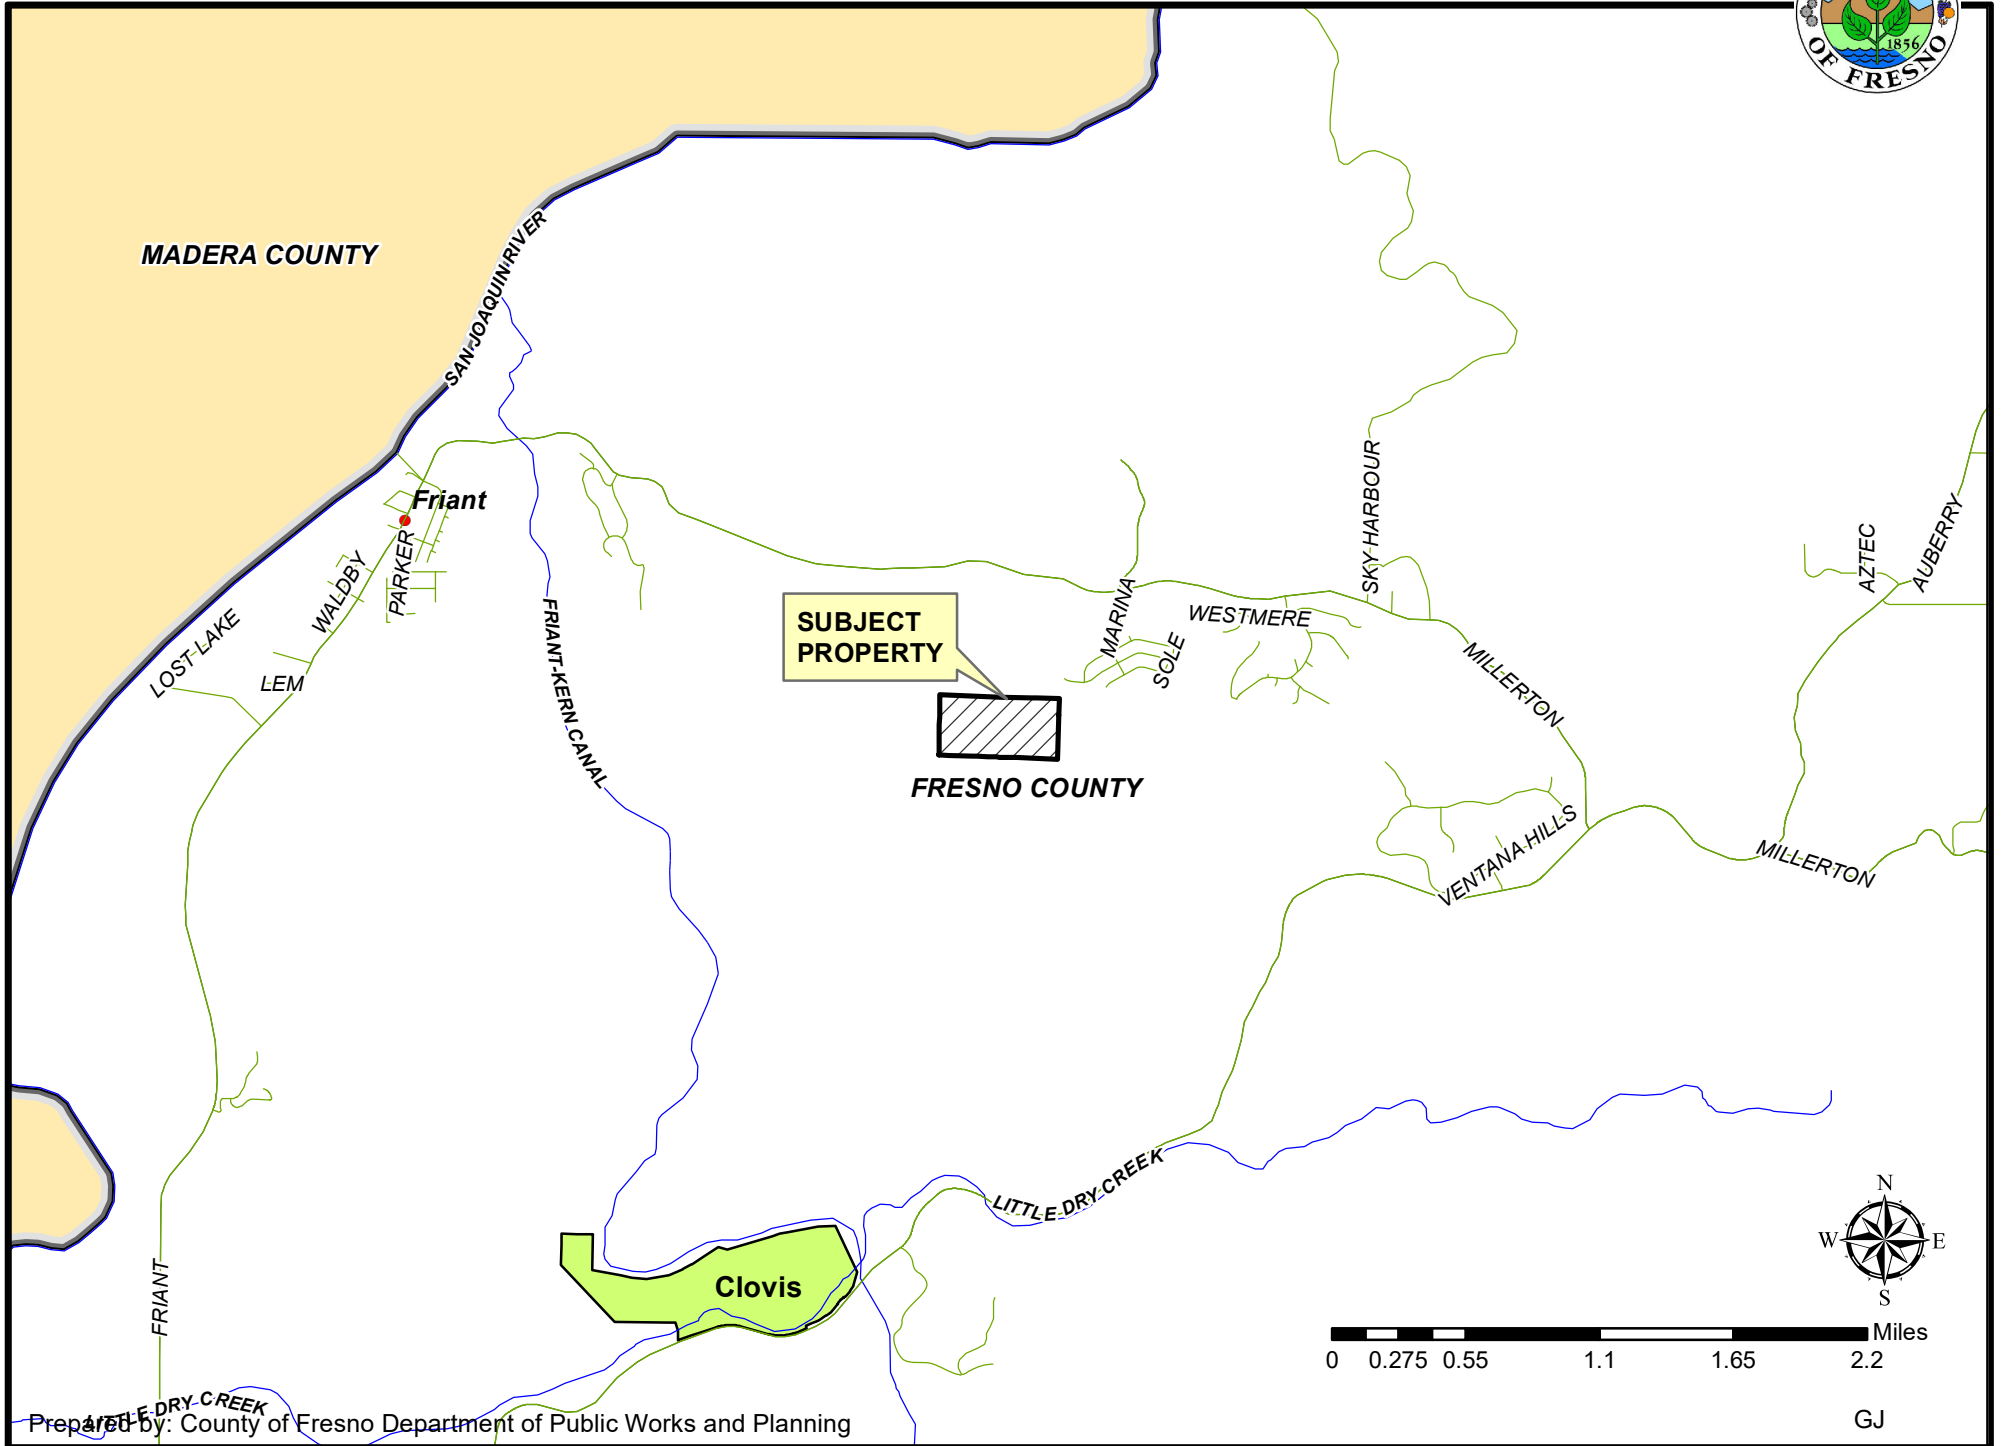 1856
OF FRESNO
MADERA COUNTY
SAN JOAQUIN RIVER
Friant
SKY HARBOUR
AZTEC
AUBERRY
WALDBY
PARKER
LOST LAKE
LEM
FRIANT-KERN CANAL
SUBJECT
PROPERTY
MARINA
SOLE
WESTMERE
MILLERTON
FRESNO COUNTY
VENTANA HILLS
MILLERTON
LITTLE DRY CREEK
Clovis
FRIANT
N
W
E
S
Miles
0 0.275 0.55 1.1 1.65 2.2
LITTLE DRY CREEK
Prepared by: County of Fresno Department of Public Works and Planning
GJ